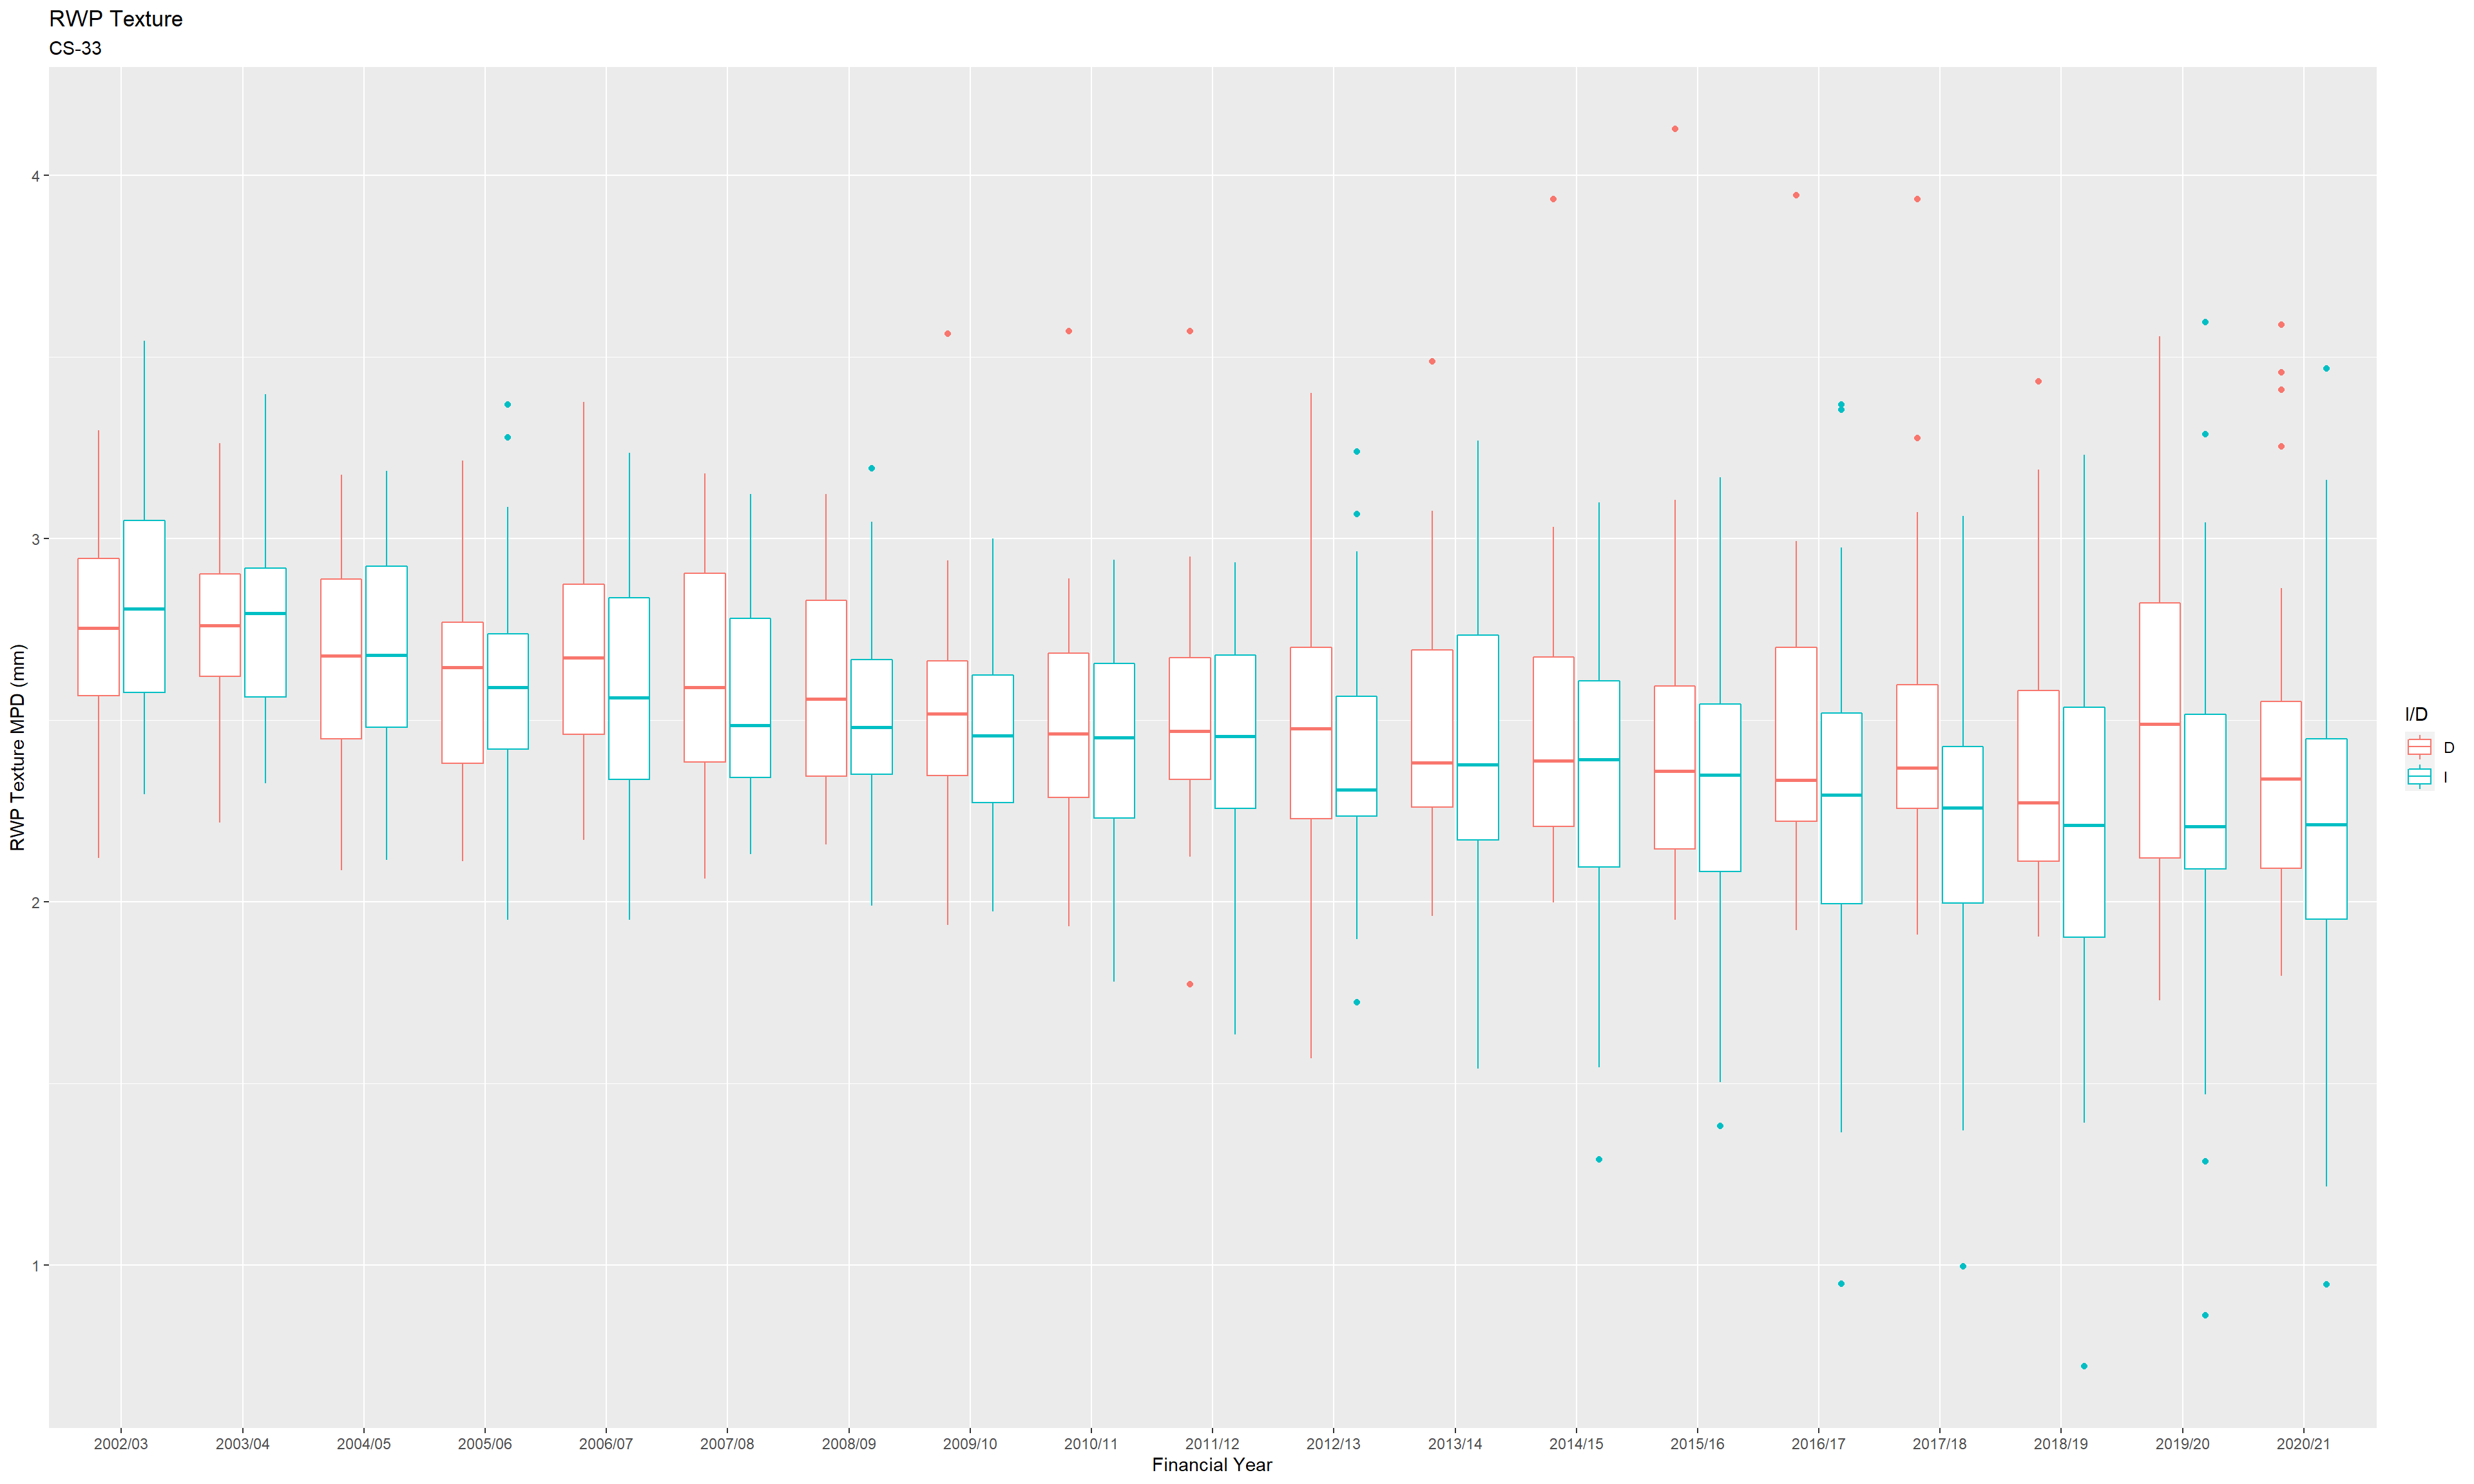 RWP Texture
CS-33
RWP Texture MPD (mm)
4
3
2
1
2002/03 2003/04 2004/05 2005/06 2006/07 2007/08 2008/09 2009/10 2010/11 2011/12 2012/13 2013/14 2014/15 2015/16 2016/17 2017/18 2018/19 2019/20 2020/21
Financial Year
I/D
D
I